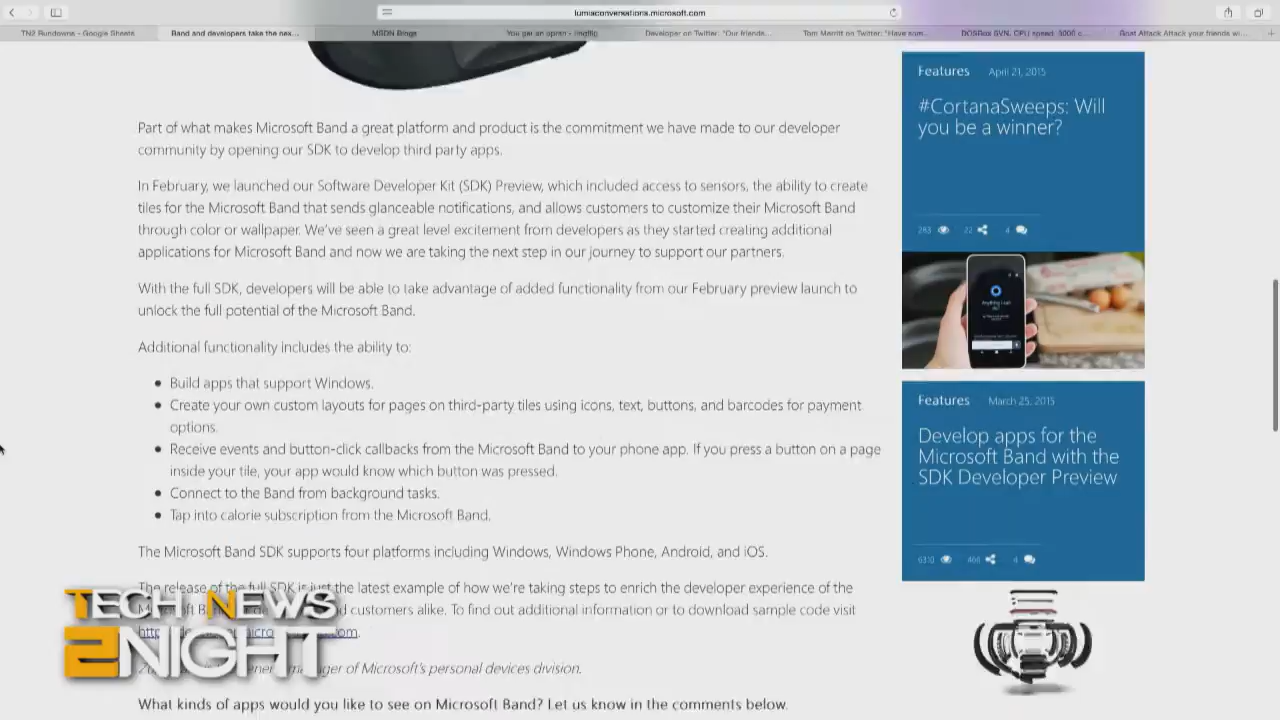 lumiaconversations.microsoft.com
TN2 Rundowns - Google Sheets
Band and developers take the nex...
MSDN Blogs
You get an opran - Imgflip
Developer on Twitter: "Our friends...
Tom Merritt on Twitter: "Have som...
DOSBox SVN, CPU speed: 3000 c...
Goat Attack Attack your friends wi...
Part of what makes Microsoft Band a great platform and product is the commitment we have made to our developer
community by opening our SDK to develop third party apps.
In February, we launched our Software Developer Kit (SDK) Preview, which included access to sensors, the ability to create
tiles for the Microsoft Band that sends glanceable notifications, and allows customers to customize their Microsoft Band
through color or wallpaper. We've seen a great level excitement from developers as they started creating additional
applications for Microsoft Band and now we are taking the next step in our journey to support our partners.
With the full SDK, developers will be able to take advantage of added functionality from our February preview launch to
unlock the full potential of the Microsoft Band.
Additional functionality includes the ability to:
Build apps that support Windows.
Create your own custom layouts for pages on third-party tiles using icons, text, buttons, and barcodes for payment
options.
Receive events and button-click callbacks from the Microsoft Band to your phone app. If you press a button on a page
inside your tile, your app would know which button was pressed.
Connect to the Band from background tasks.
Tap into calorie subscription from the Microsoft Band.
The Microsoft Band SDK supports four platforms including Windows, Windows Phone, Android, and iOS.
The release of the full SDK is just the latest example of how we're taking steps to enrich the developer experience of the
customers alike. To find out additional information or to download sample code visit
manager of Microsoft's personal devices division.
What kinds of apps would you like to see on Microsoft Band? Let us know in the comments below.
Features April 21, 2015
#CortanaSweeps: Will
you be a winner?
283 22 4
Features March 25, 2015
Develop apps for the
Microsoft Band with the
SDK Developer Preview
6310 466 4
TECH NEWS
2NIGHT